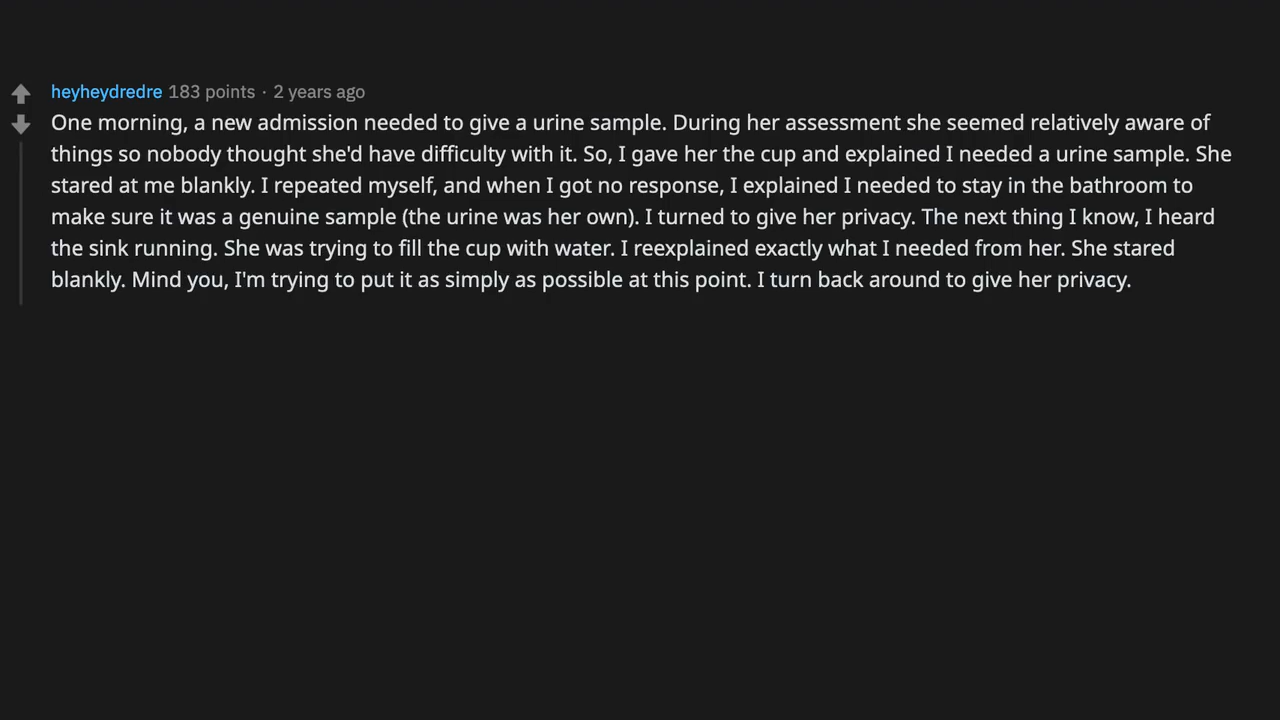 heyheydredre 183 points · 2 years ago
One morning, a new admission needed to give a urine sample. During her assessment she seemed relatively aware of
things so nobody thought she'd have difficulty with it. So, I gave her the cup and explained I needed a urine sample. She
stared at me blankly. I repeated myself, and when I got no response, I explained I needed to stay in the bathroom to
make sure it was a genuine sample (the urine was her own). I turned to give her privacy. The next thing I know, I heard
the sink running. She was trying to fill the cup with water. I reexplained exactly what I needed from her. She stared
blankly. Mind you, I'm trying to put it as simply as possible at this point. I turn back around to give her privacy.